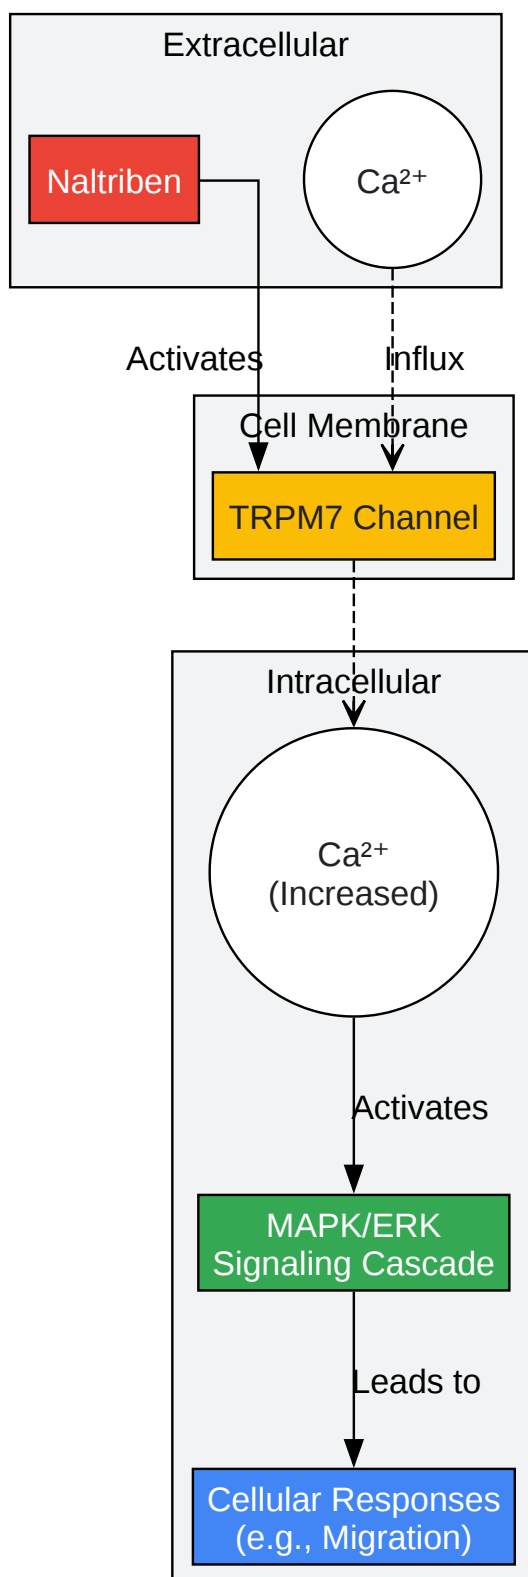 Extracellular
Naltriben
Ca²⁺
Activates
Influx
Cell Membrane
TRPM7 Channel
Intracellular
Ca²⁺
(Increased)
Activates
MAPK/ERK
Signaling Cascade
Leads to
Cellular Responses
(e.g., Migration)